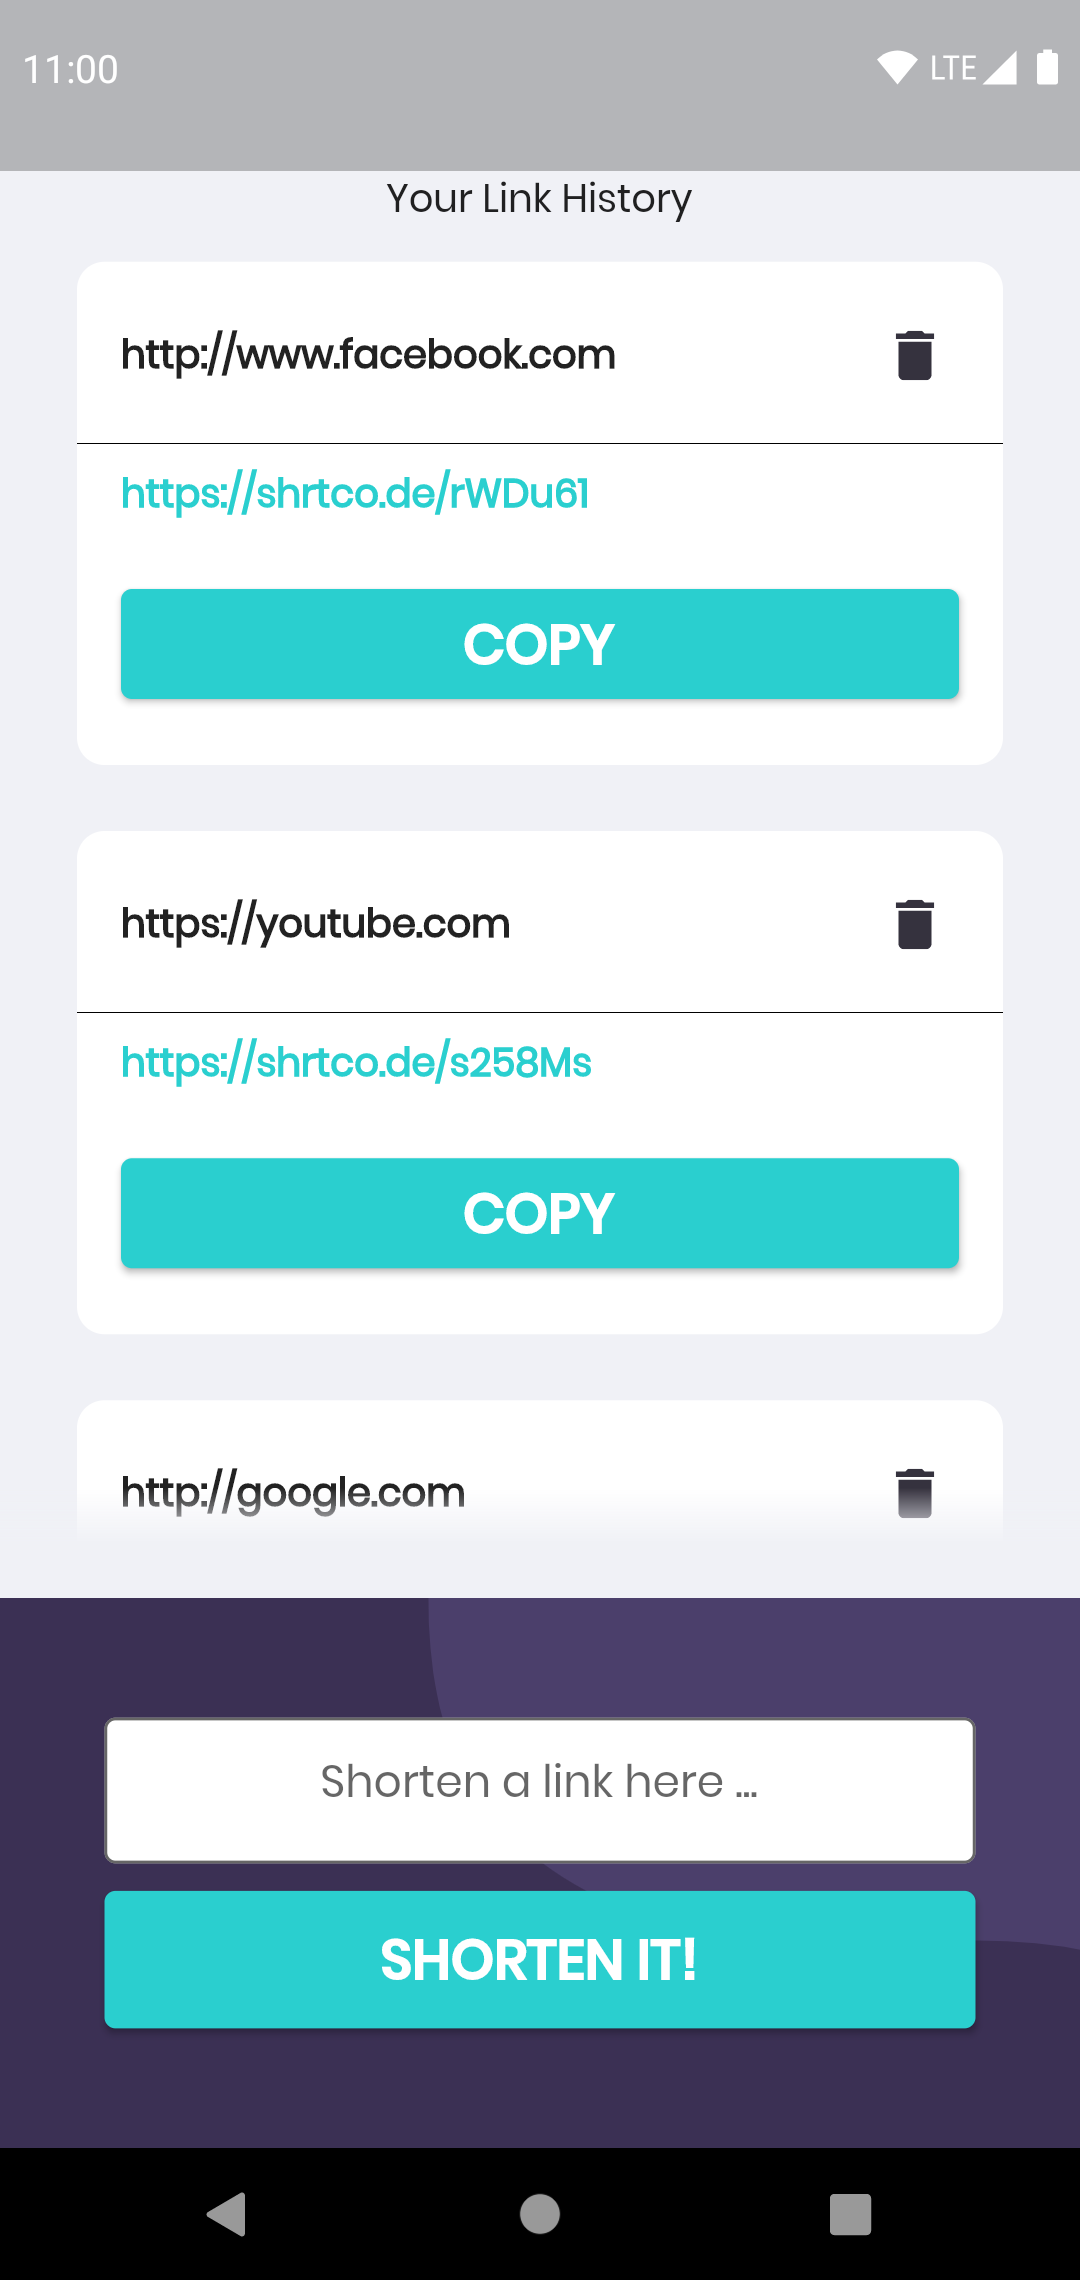 11:00
LTE
Your Link History
http://www.facebook.com
https://shrtco.de/rWDu61
COPY
https://youtube.com
https://shrtco.de/s258Ms
COPY
http://google.com
Shorten a link here ...
SHORTEN IT!